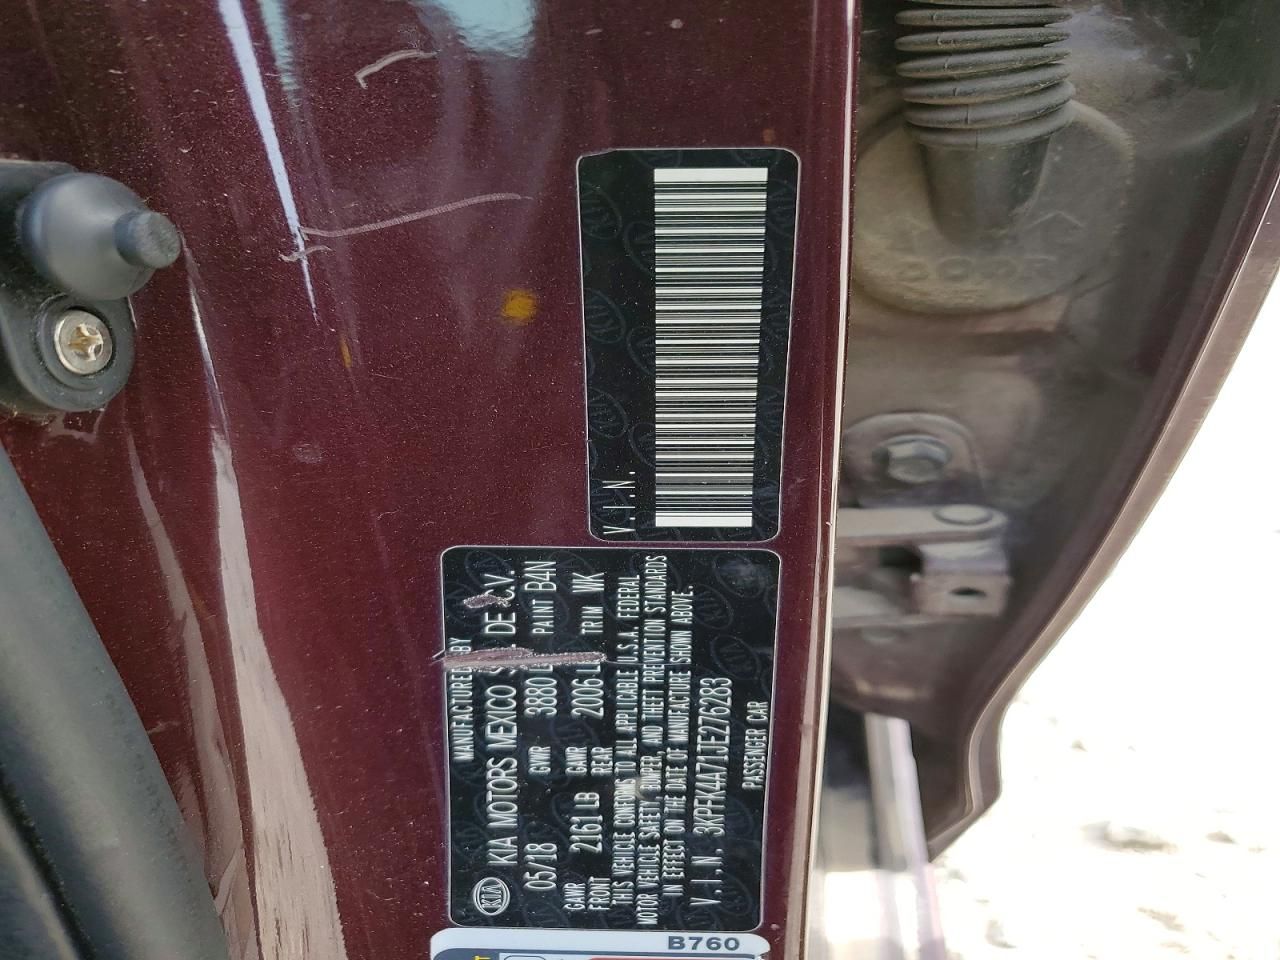 V.I.N.
MANUFACTURED BY
KIA MOTORS MEXICO S. DE C.V.
05/18 GVWR 3880 L PAINT B4N
GAWR FRONT 2161 LB GAWR REAR 2006 L TRIM WK
THIS VEHICLE CONFORMS TO ALL APPLICABLE U.S.A. FEDERAL
MOTOR VEHICLE SAFETY, BUMPER, AND THEFT PREVENTION STANDARDS
IN EFFECT ON THE DATE OF MANUFACTURE SHOWN ABOVE.
V.I.N. 3KPFK4A71JE276283
PASSENGER CAR
KIA
B760